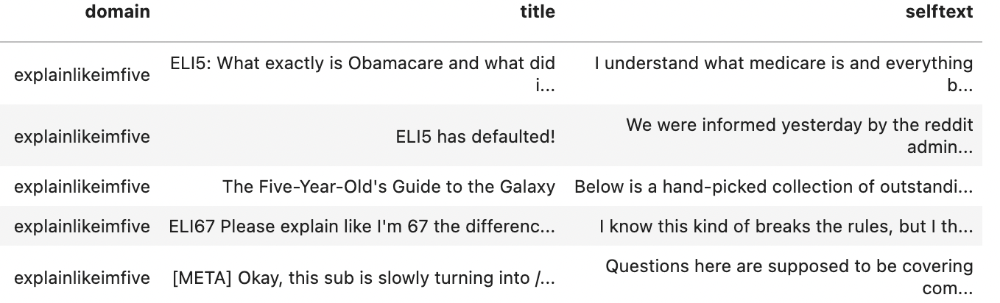 domain title selftext
explainlikeimfive ELI5: What exactly is Obamacare and what did i... I understand what medicare is and everything b...
explainlikeimfive ELI5 has defaulted! We were informed yesterday by the reddit admin...
explainlikeimfive The Five-Year-Old's Guide to the Galaxy Below is a hand-picked collection of outstandi...
explainlikeimfive ELI67 Please explain like I'm 67 the differenc... I know this kind of breaks the rules, but I th...
explainlikeimfive [META] Okay, this sub is slowly turning into /... Questions here are supposed to be covering com...